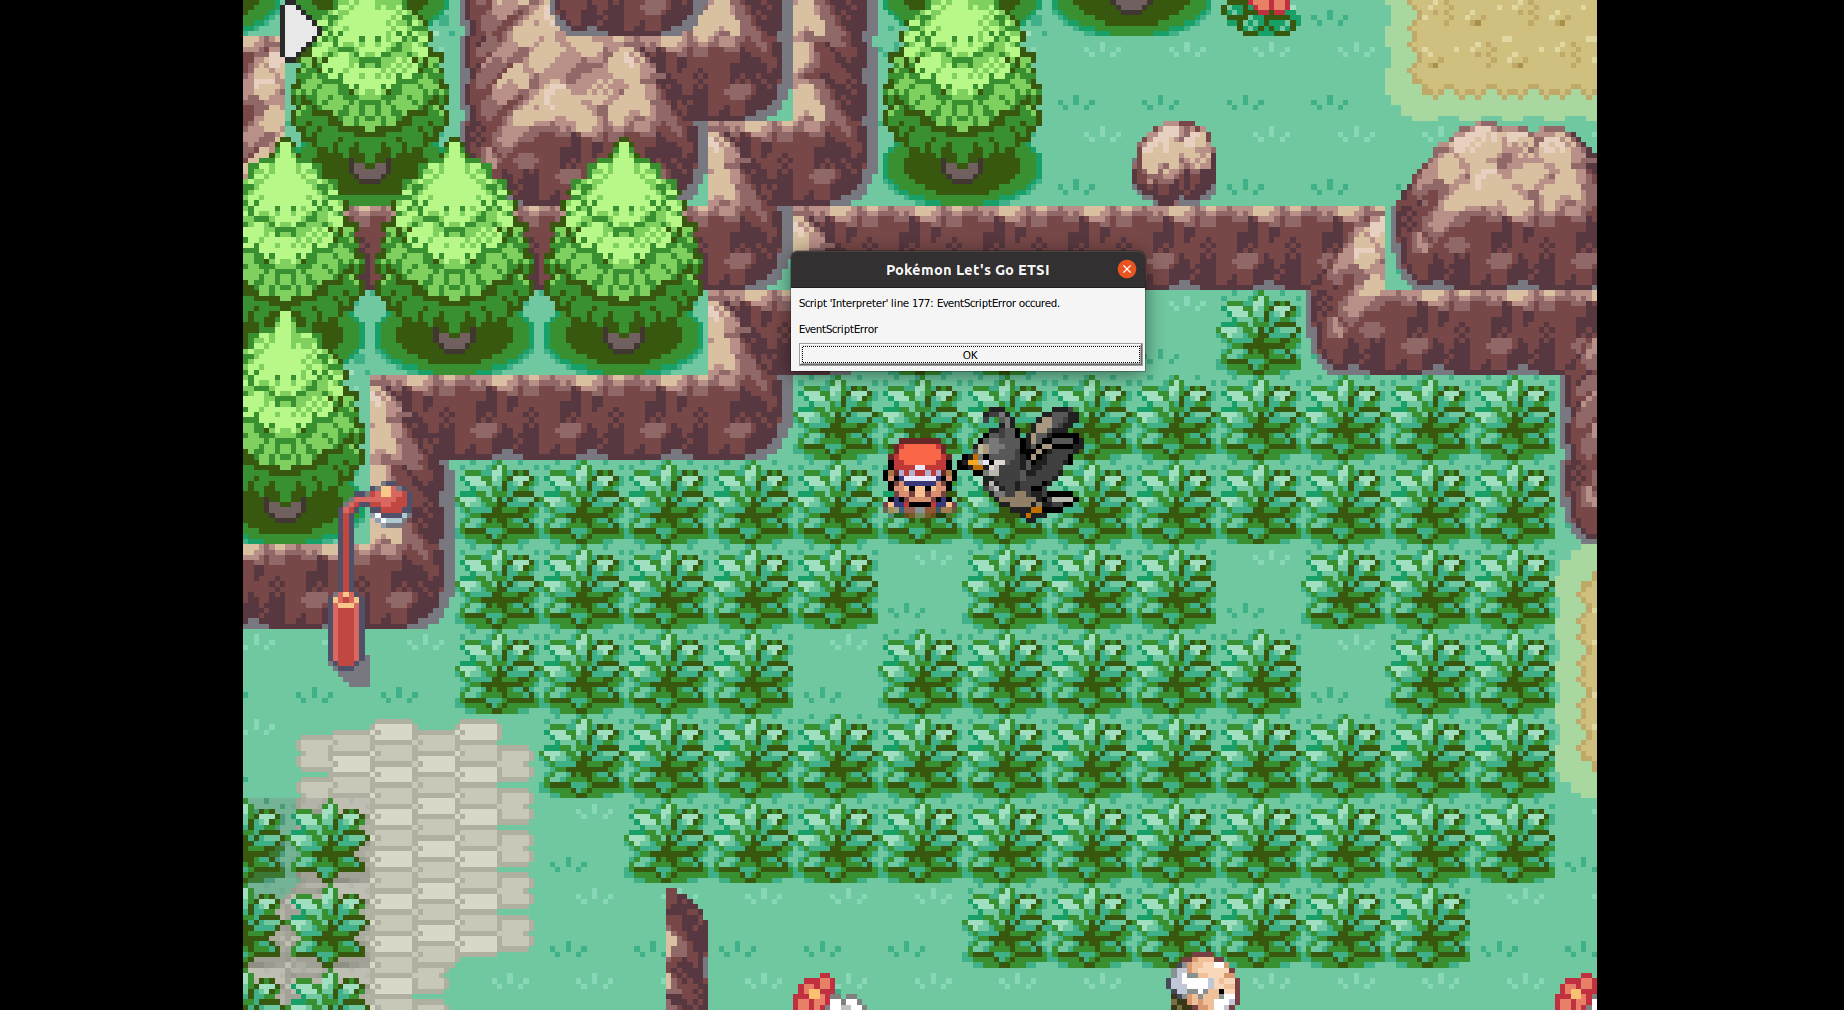 Pokémon Let's Go ETSI
Script 'Interpreter' line 177: EventScriptError occured.
EventScriptError
OK